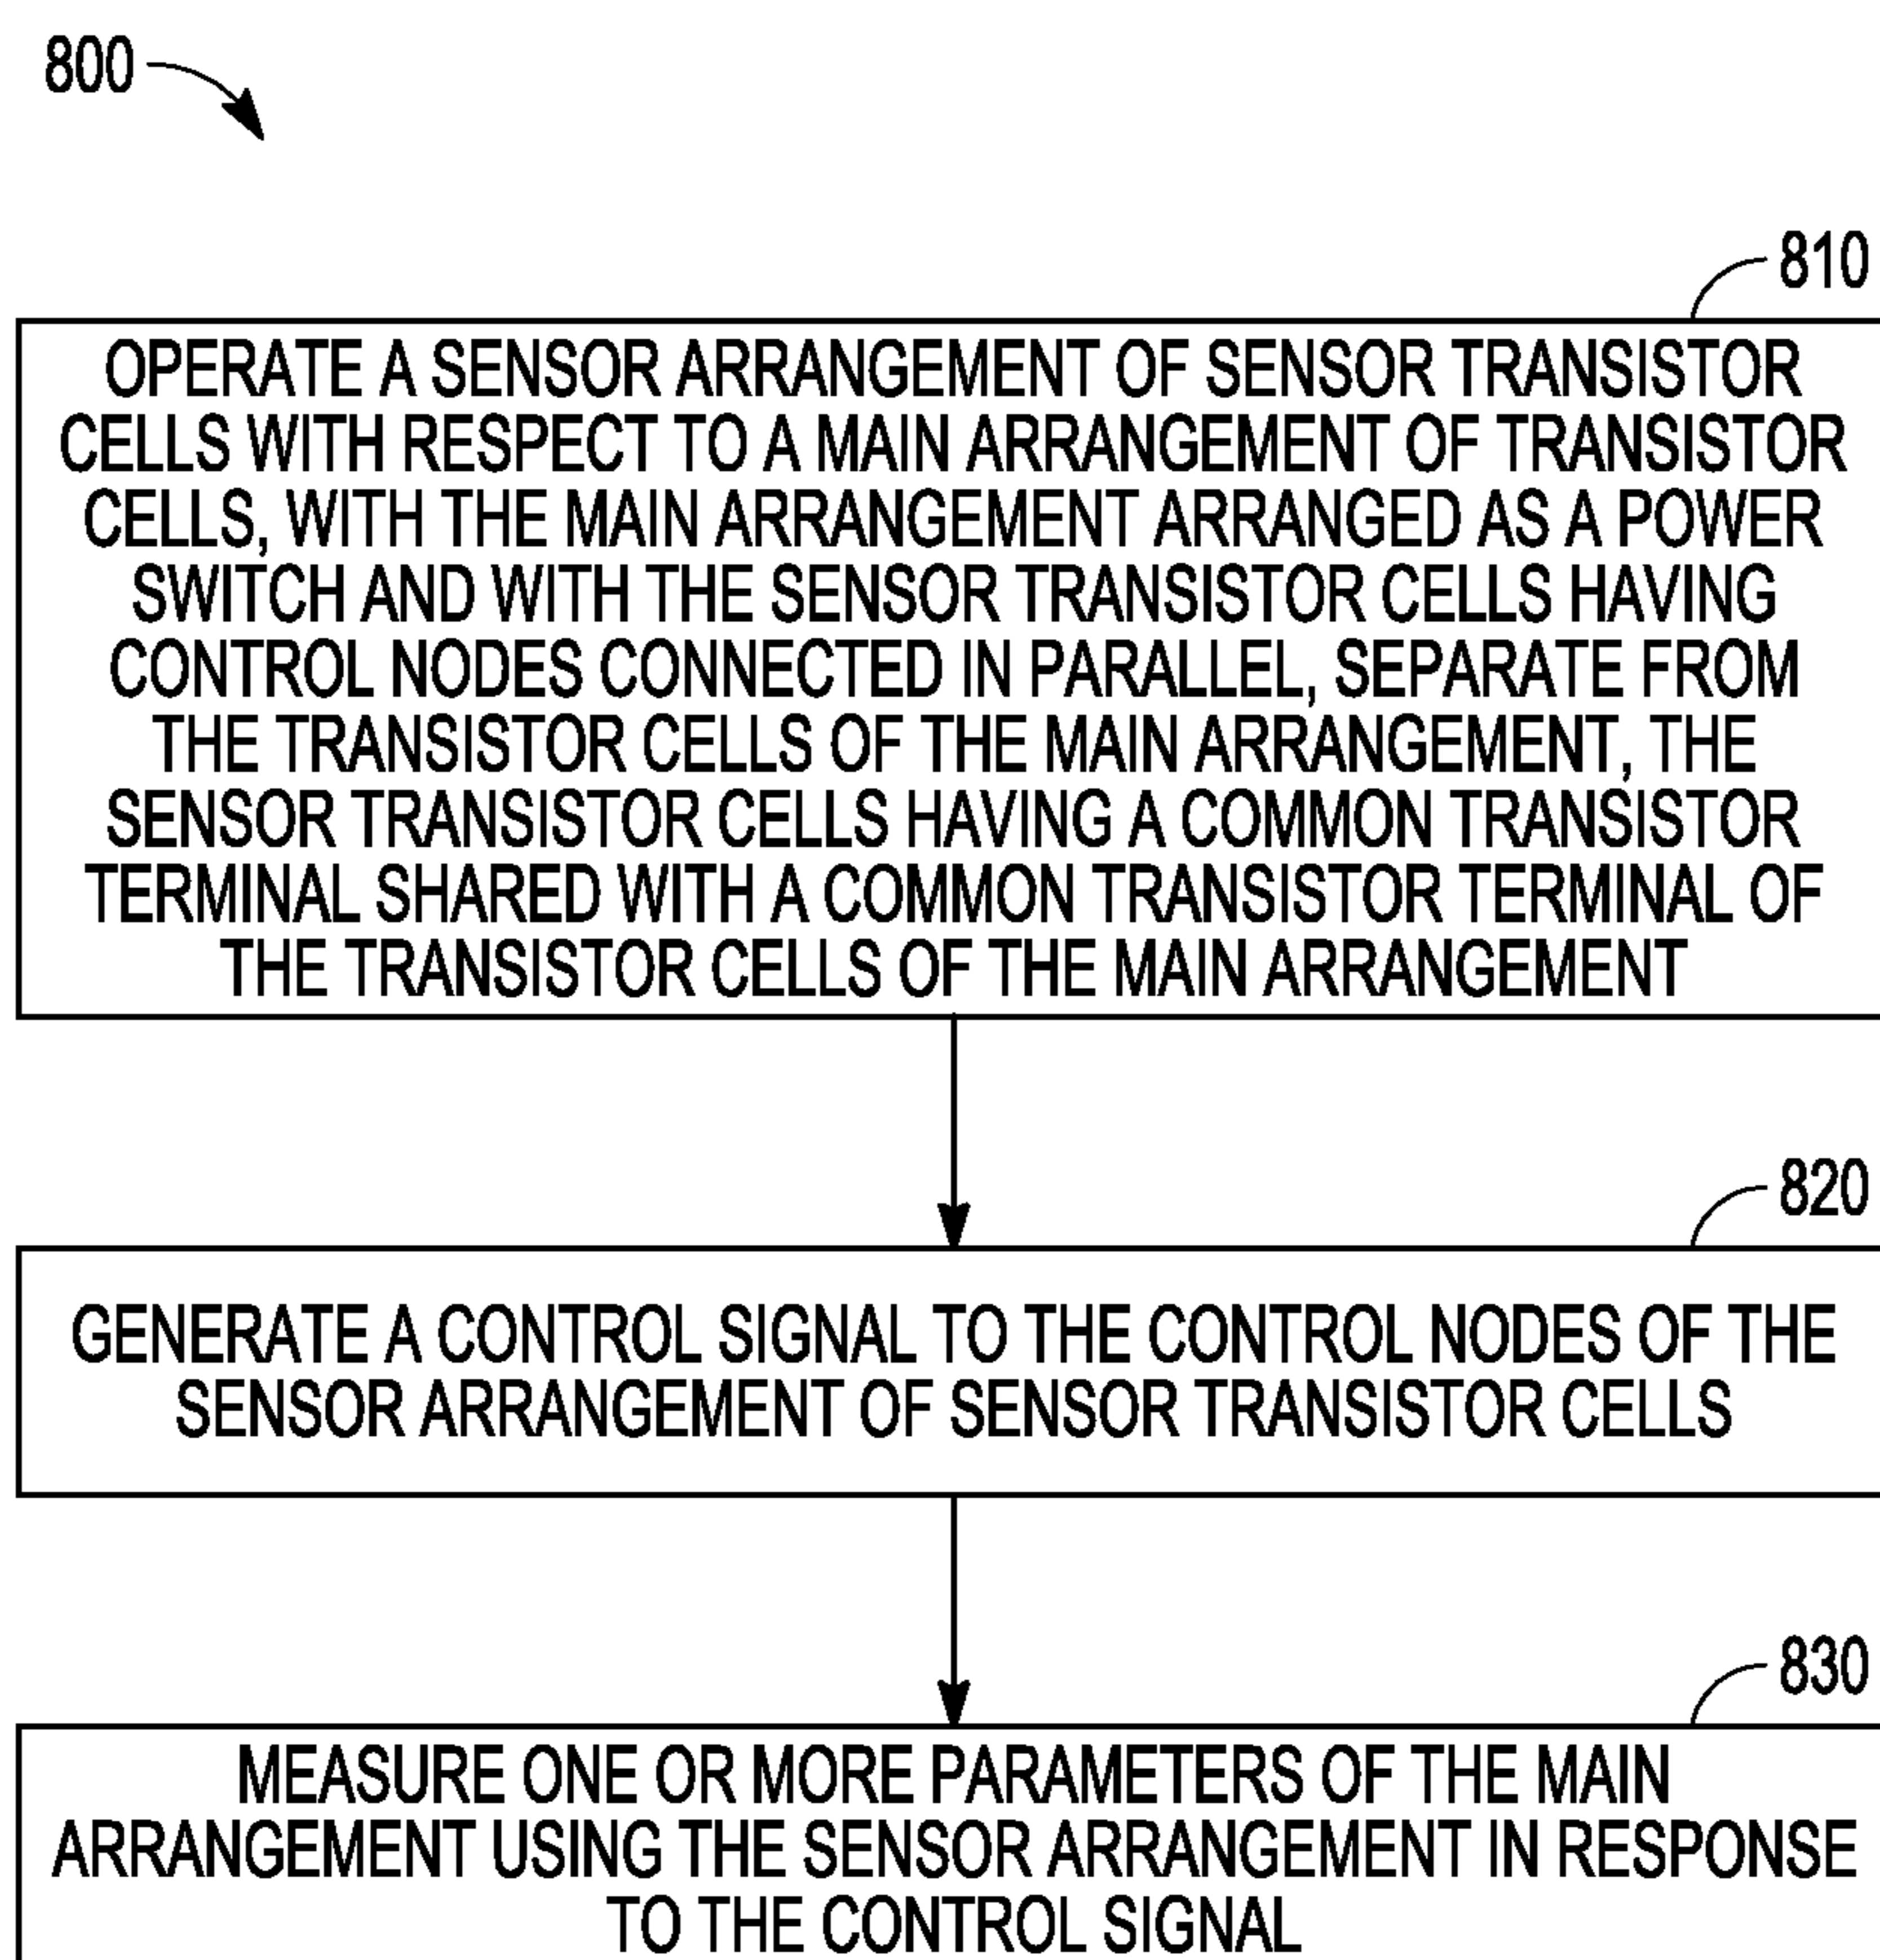 800
810
OPERATE A SENSOR ARRANGEMENT OF SENSOR TRANSISTOR
CELLS WITH RESPECT TO A MAIN ARRANGEMENT OF TRANSISTOR
CELLS, WITH THE MAIN ARRANGEMENT ARRANGED AS A POWER
SWITCH AND WITH THE SENSOR TRANSISTOR CELLS HAVING
CONTROL NODES CONNECTED IN PARALLEL, SEPARATE FROM
THE TRANSISTOR CELLS OF THE MAIN ARRANGEMENT, THE
SENSOR TRANSISTOR CELLS HAVING A COMMON TRANSISTOR
TERMINAL SHARED WITH A COMMON TRANSISTOR TERMINAL OF
THE TRANSISTOR CELLS OF THE MAIN ARRANGEMENT
820
GENERATE A CONTROL SIGNAL TO THE CONTROL NODES OF THE
SENSOR ARRANGEMENT OF SENSOR TRANSISTOR CELLS
830
MEASURE ONE OR MORE PARAMETERS OF THE MAIN
ARRANGEMENT USING THE SENSOR ARRANGEMENT IN RESPONSE
TO THE CONTROL SIGNAL